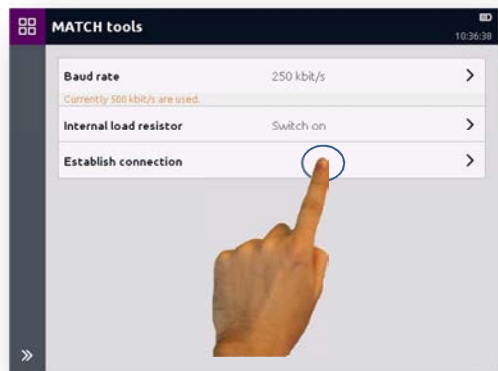 MATCH tools
10:36:38
Baud rate 250 kbit/s
Currently 500 kbit/s are used.
Internal load resistor Switch on
Establish connection